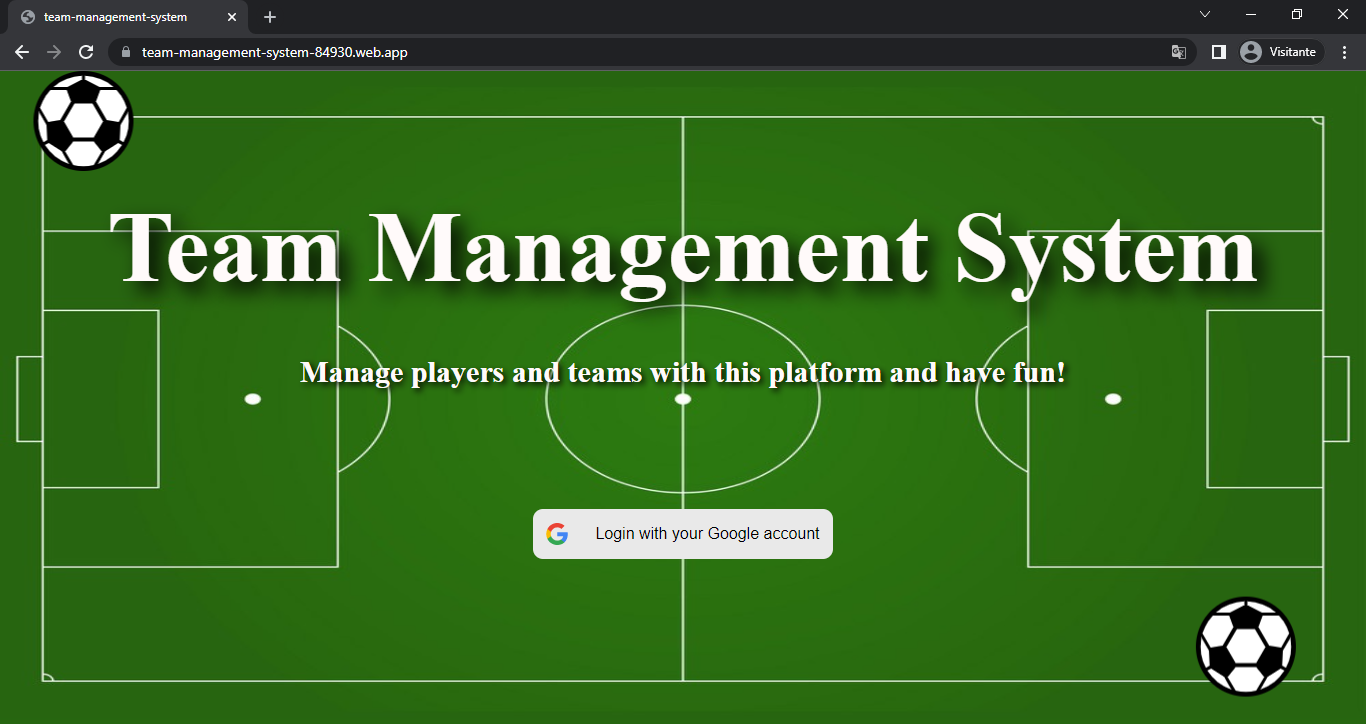 team-management-system
team-management-system-84930.web.app
Visitante
Team Management System
Manage players and teams with this platform and have fun!
Login with your Google account